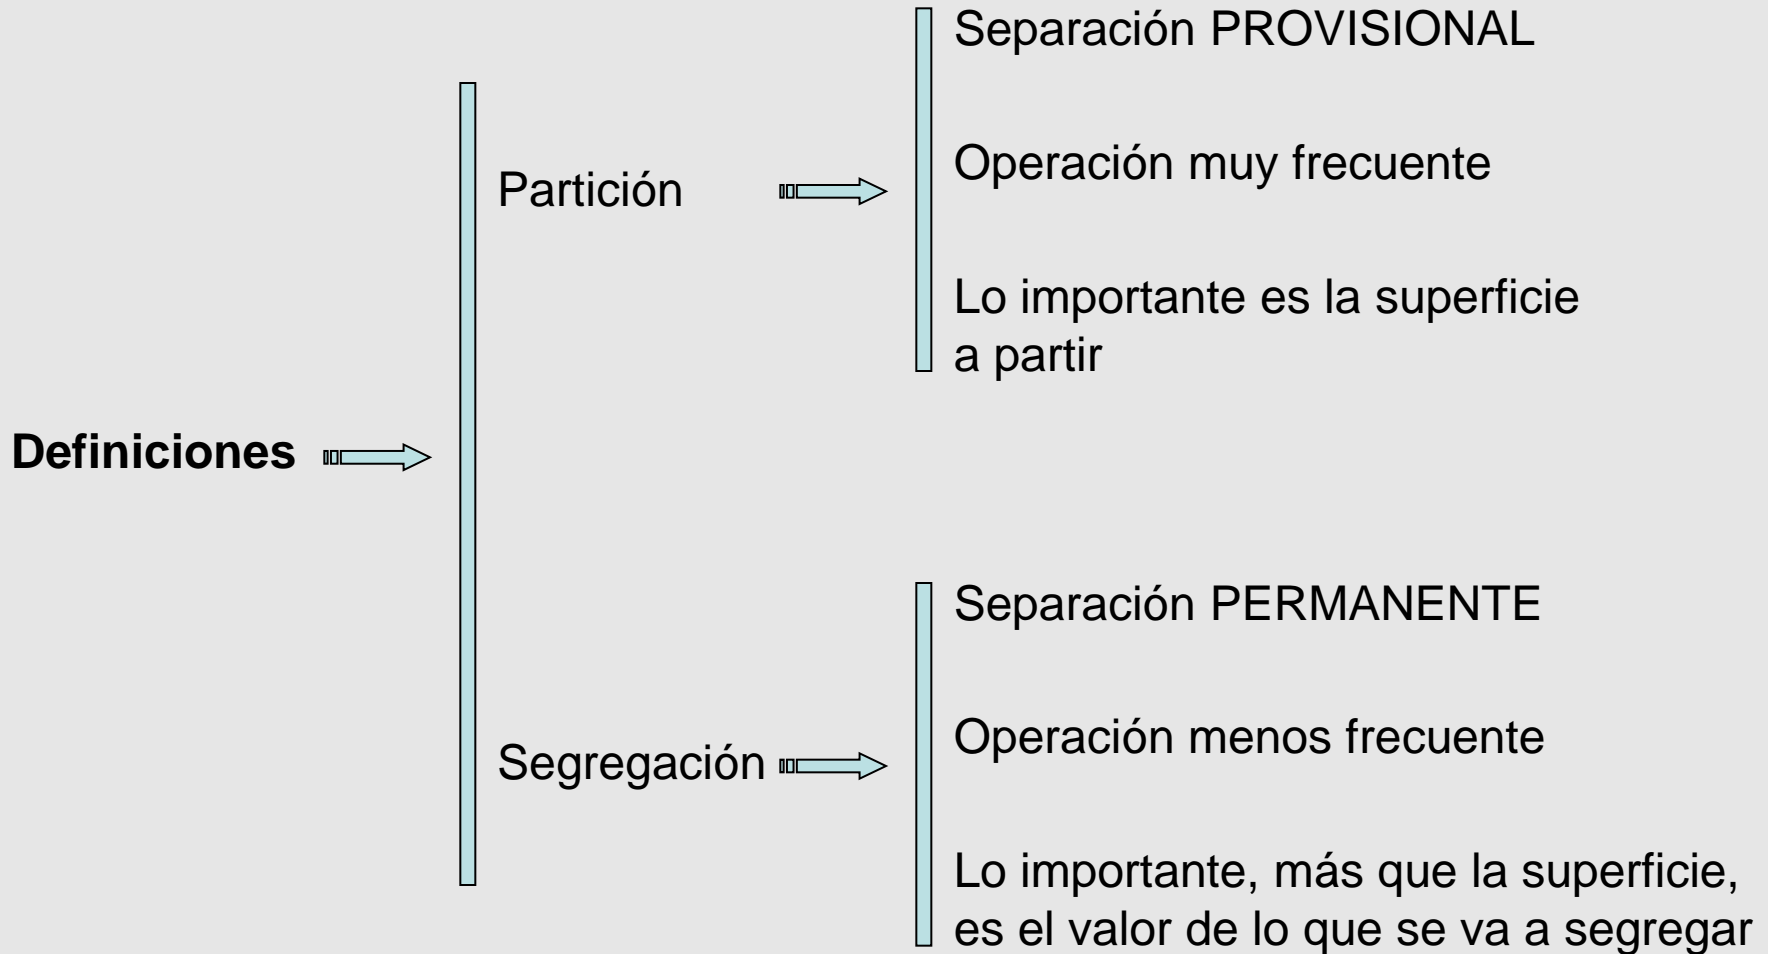 Definiciones
Partición
Separación PROVISIONAL
Operación muy frecuente
Lo importante es la superficie
a partir
Segregación
Separación PERMANENTE
Operación menos frecuente
Lo importante, más que la superficie,
es el valor de lo que se va a segregar